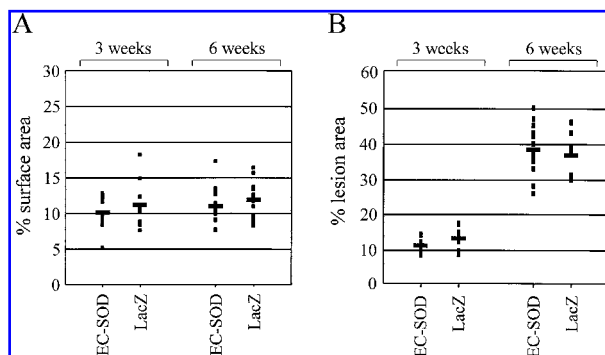 A
3 weeks
6 weeks
% surface area
30
25
20
15
10
5
0
EC-SOD
LacZ
EC-SOD
LacZ
B
3 weeks
6 weeks
% lesion area
60
50
40
30
20
10
0
EC-SOD
LacZ
EC-SOD
LacZ